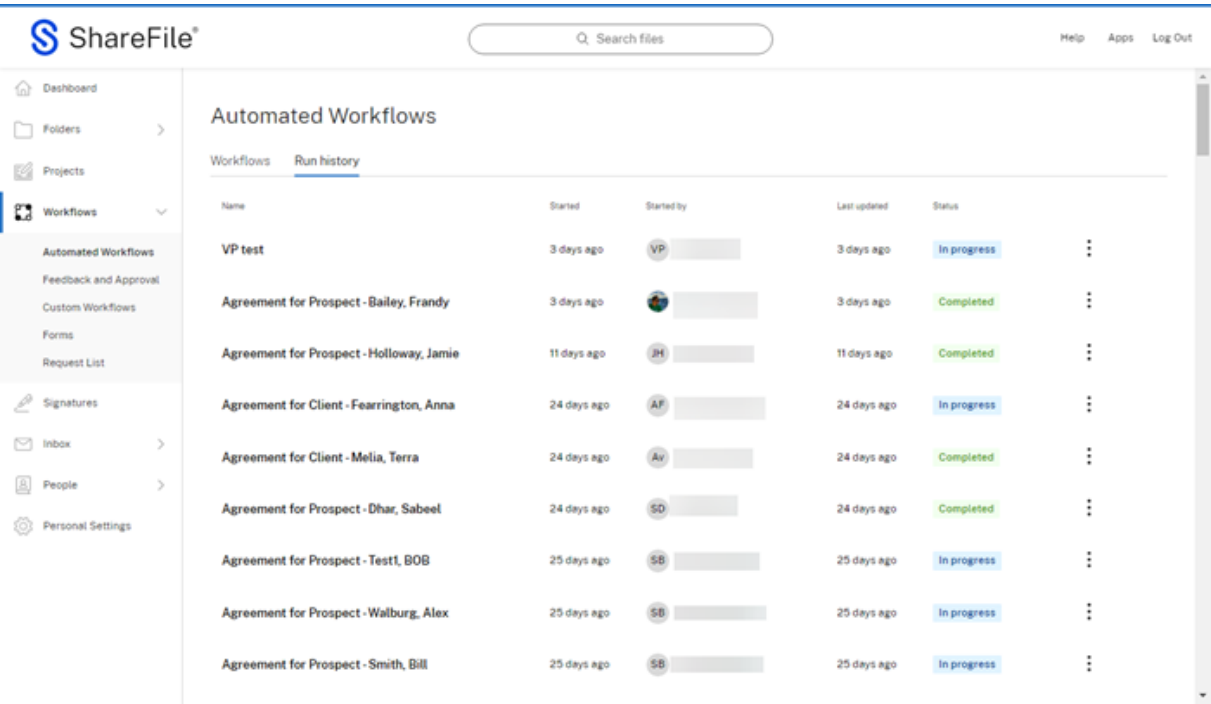 ShareFile®
Search files
Help Apps Log Out
Dashboard
Folders
Projects
Workflows
Automated Workflows
Feedback and Approval
Custom Workflows
Forms
Request List
Signatures
Inbox
People
Personal Settings
Automated Workflows
Workflows Run history
Name Started Started by Last updated Status
VP test 3 days ago VP 3 days ago In progress
Agreement for Prospect - Bailey, Frandy 3 days ago 3 days ago Completed
Agreement for Prospect - Holloway, Jamie 11 days ago JH 11 days ago Completed
Agreement for Client - Fearrington, Anna 24 days ago AF 24 days ago In progress
Agreement for Client - Melia, Terra 24 days ago Av 24 days ago Completed
Agreement for Prospect - Dhar, Sabeel 24 days ago SD 24 days ago Completed
Agreement for Prospect - Test1, BOB 25 days ago SB 25 days ago In progress
Agreement for Prospect - Walburg, Alex 25 days ago SB 25 days ago In progress
Agreement for Prospect - Smith, Bill 25 days ago SB 25 days ago In progress